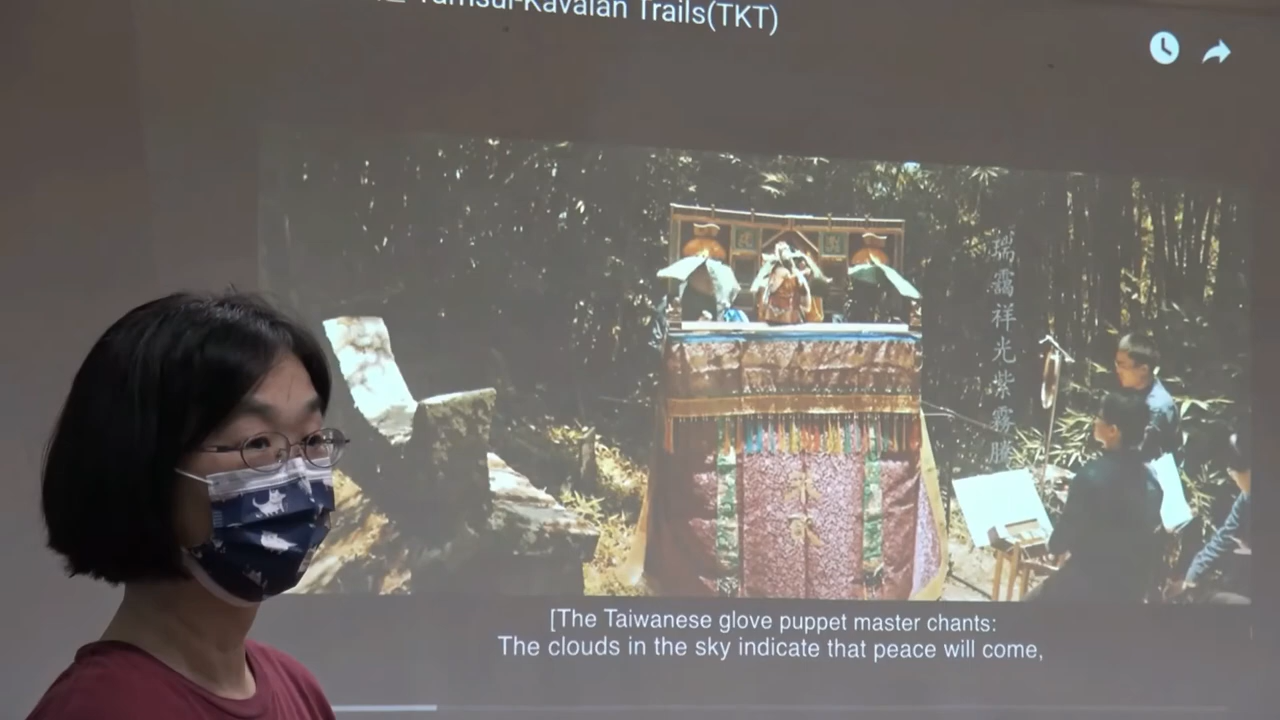 Tamsui-Kavalan Trails(TKT)
瑞靄祥光紫霧騰
[The Taiwanese glove puppet master chants:
The clouds in the sky indicate that peace will come,